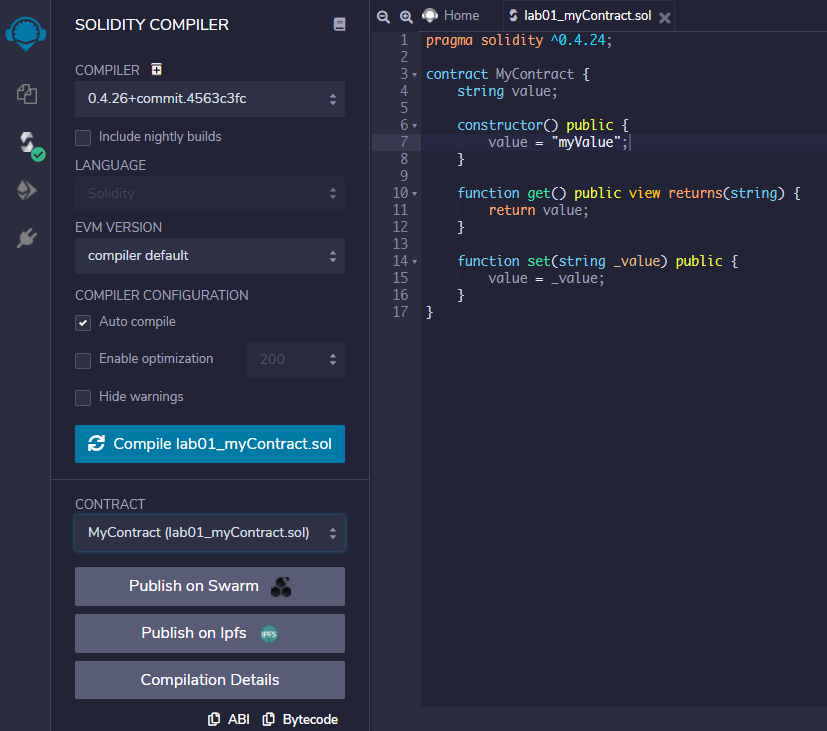 SOLIDITY COMPILER
COMPILER
0.4.26+commit.4563c3fc
Include nightly builds
LANGUAGE
Solidity
EVM VERSION
compiler default
COMPILER CONFIGURATION
Auto compile
Enable optimization 200
Hide warnings
Compile lab01_myContract.sol
CONTRACT
MyContract (lab01_myContract.sol)
Publish on Swarm
Publish on Ipfs IPFS
Compilation Details
ABI Bytecode
Home lab01_myContract.sol
1 pragma solidity ^0.4.24;
2
3 contract MyContract {
4     string value;
5
6     constructor() public {
7         value = "myValue";
8     }
9
10     function get() public view returns(string) {
11         return value;
12     }
13
14     function set(string _value) public {
15         value = _value;
16     }
17 }